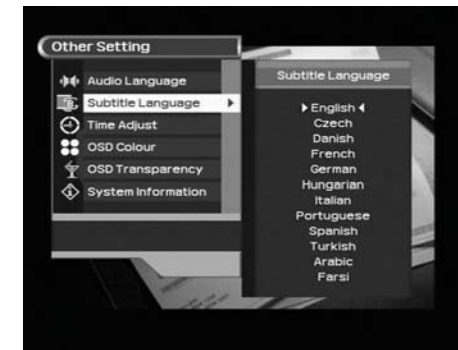 Other Setting
Audio Language
Subtitle Language
Time Adjust
OSD Colour
OSD Transparency
System Information
Subtitle Language
English
Czech
Danish
French
German
Hungarian
Italian
Portuguese
Spanish
Turkish
Arabic
Farsi